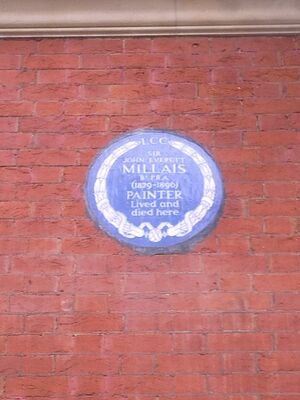 L.C.C.
SIR
JOHN EVERETT
MILLAIS
Bt P.R.A.
(1829-1896)
PAINTER
Lived and
died here